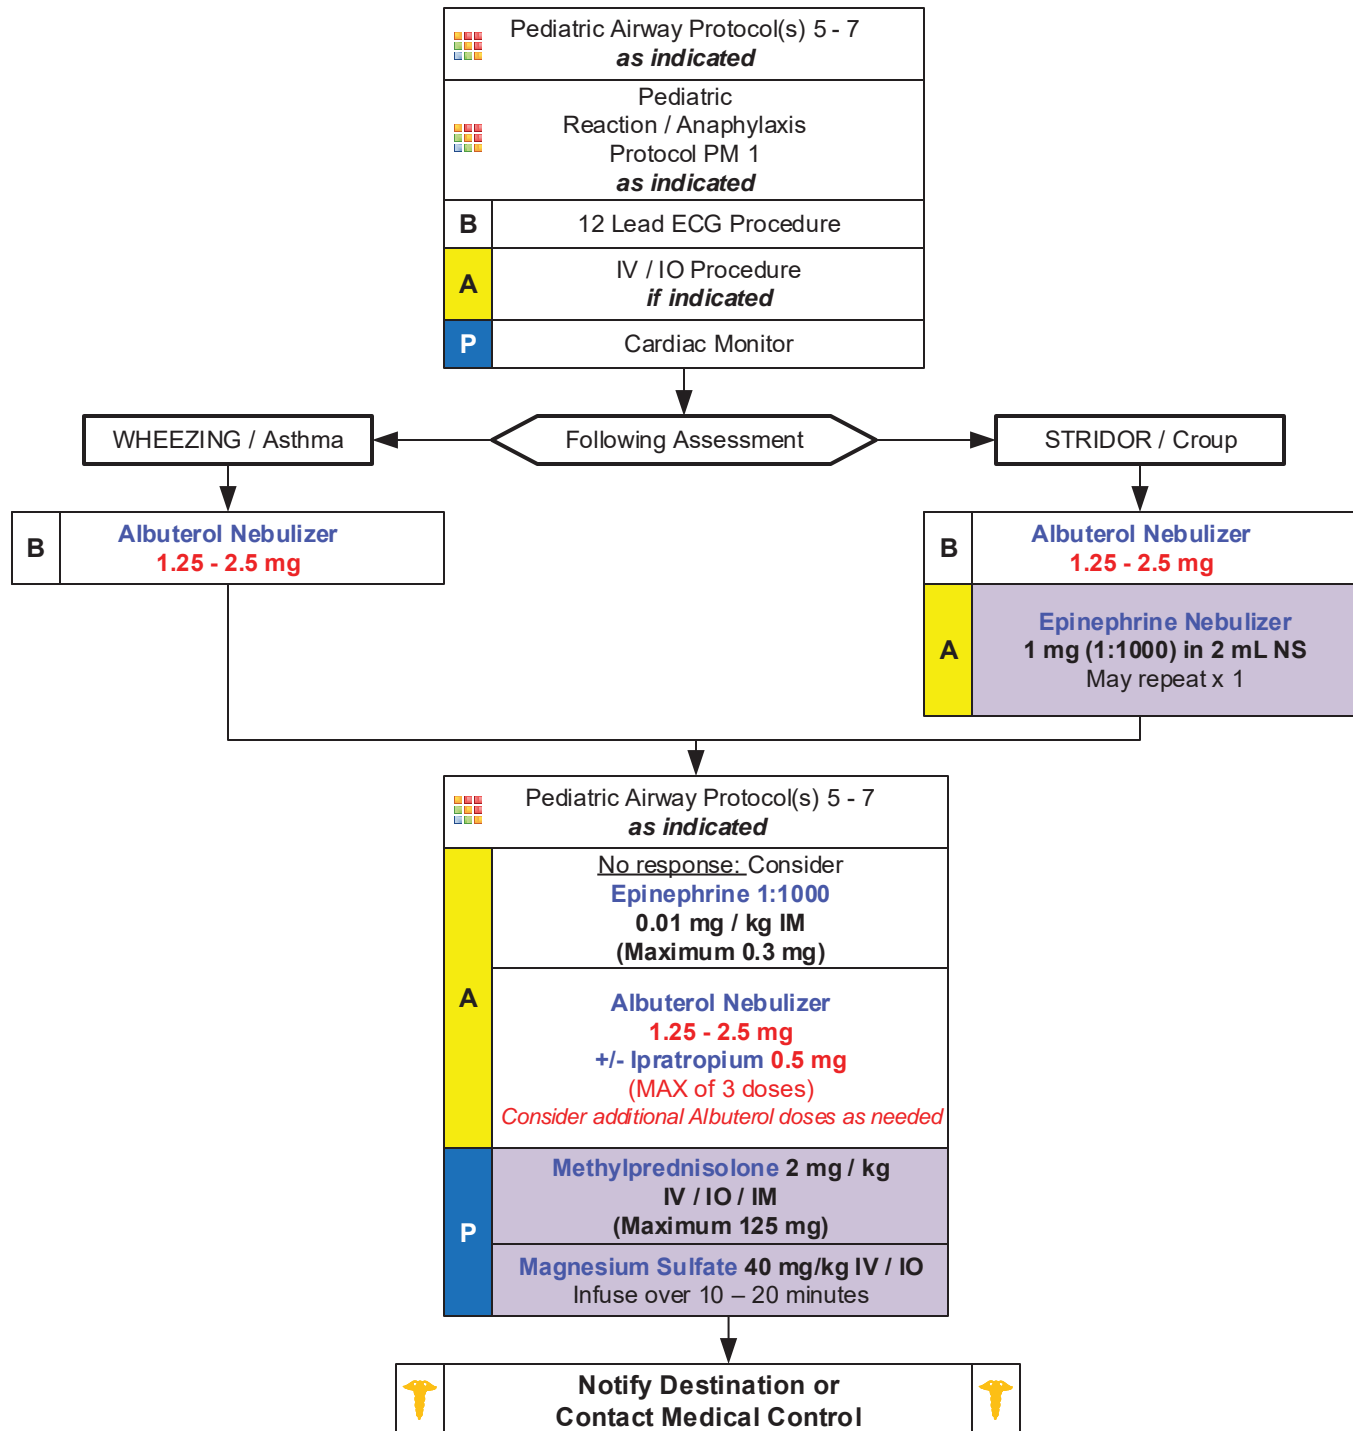 Pediatric Airway Protocol(s) 5 - 7
as indicated
Pediatric
Reaction / Anaphylaxis
Protocol PM 1
as indicated
B
12 Lead ECG Procedure
A
IV / IO Procedure
if indicated
P
Cardiac Monitor
WHEEZING / Asthma
Following Assessment
STRIDOR / Croup
B
Albuterol Nebulizer
1.25 - 2.5 mg
B
Albuterol Nebulizer
1.25 - 2.5 mg
A
Epinephrine Nebulizer
1 mg (1:1000) in 2 mL NS
May repeat x 1
Pediatric Airway Protocol(s) 5 - 7
as indicated
A
No response: Consider
Epinephrine 1:1000
0.01 mg / kg IM
(Maximum 0.3 mg)
Albuterol Nebulizer
1.25 - 2.5 mg
+/- Ipratropium 0.5 mg
(MAX of 3 doses)
Consider additional Albuterol doses as needed
P
Methylprednisolone 2 mg / kg
IV / IO / IM
(Maximum 125 mg)
Magnesium Sulfate 40 mg/kg IV / IO
Infuse over 10 – 20 minutes
Notify Destination or
Contact Medical Control